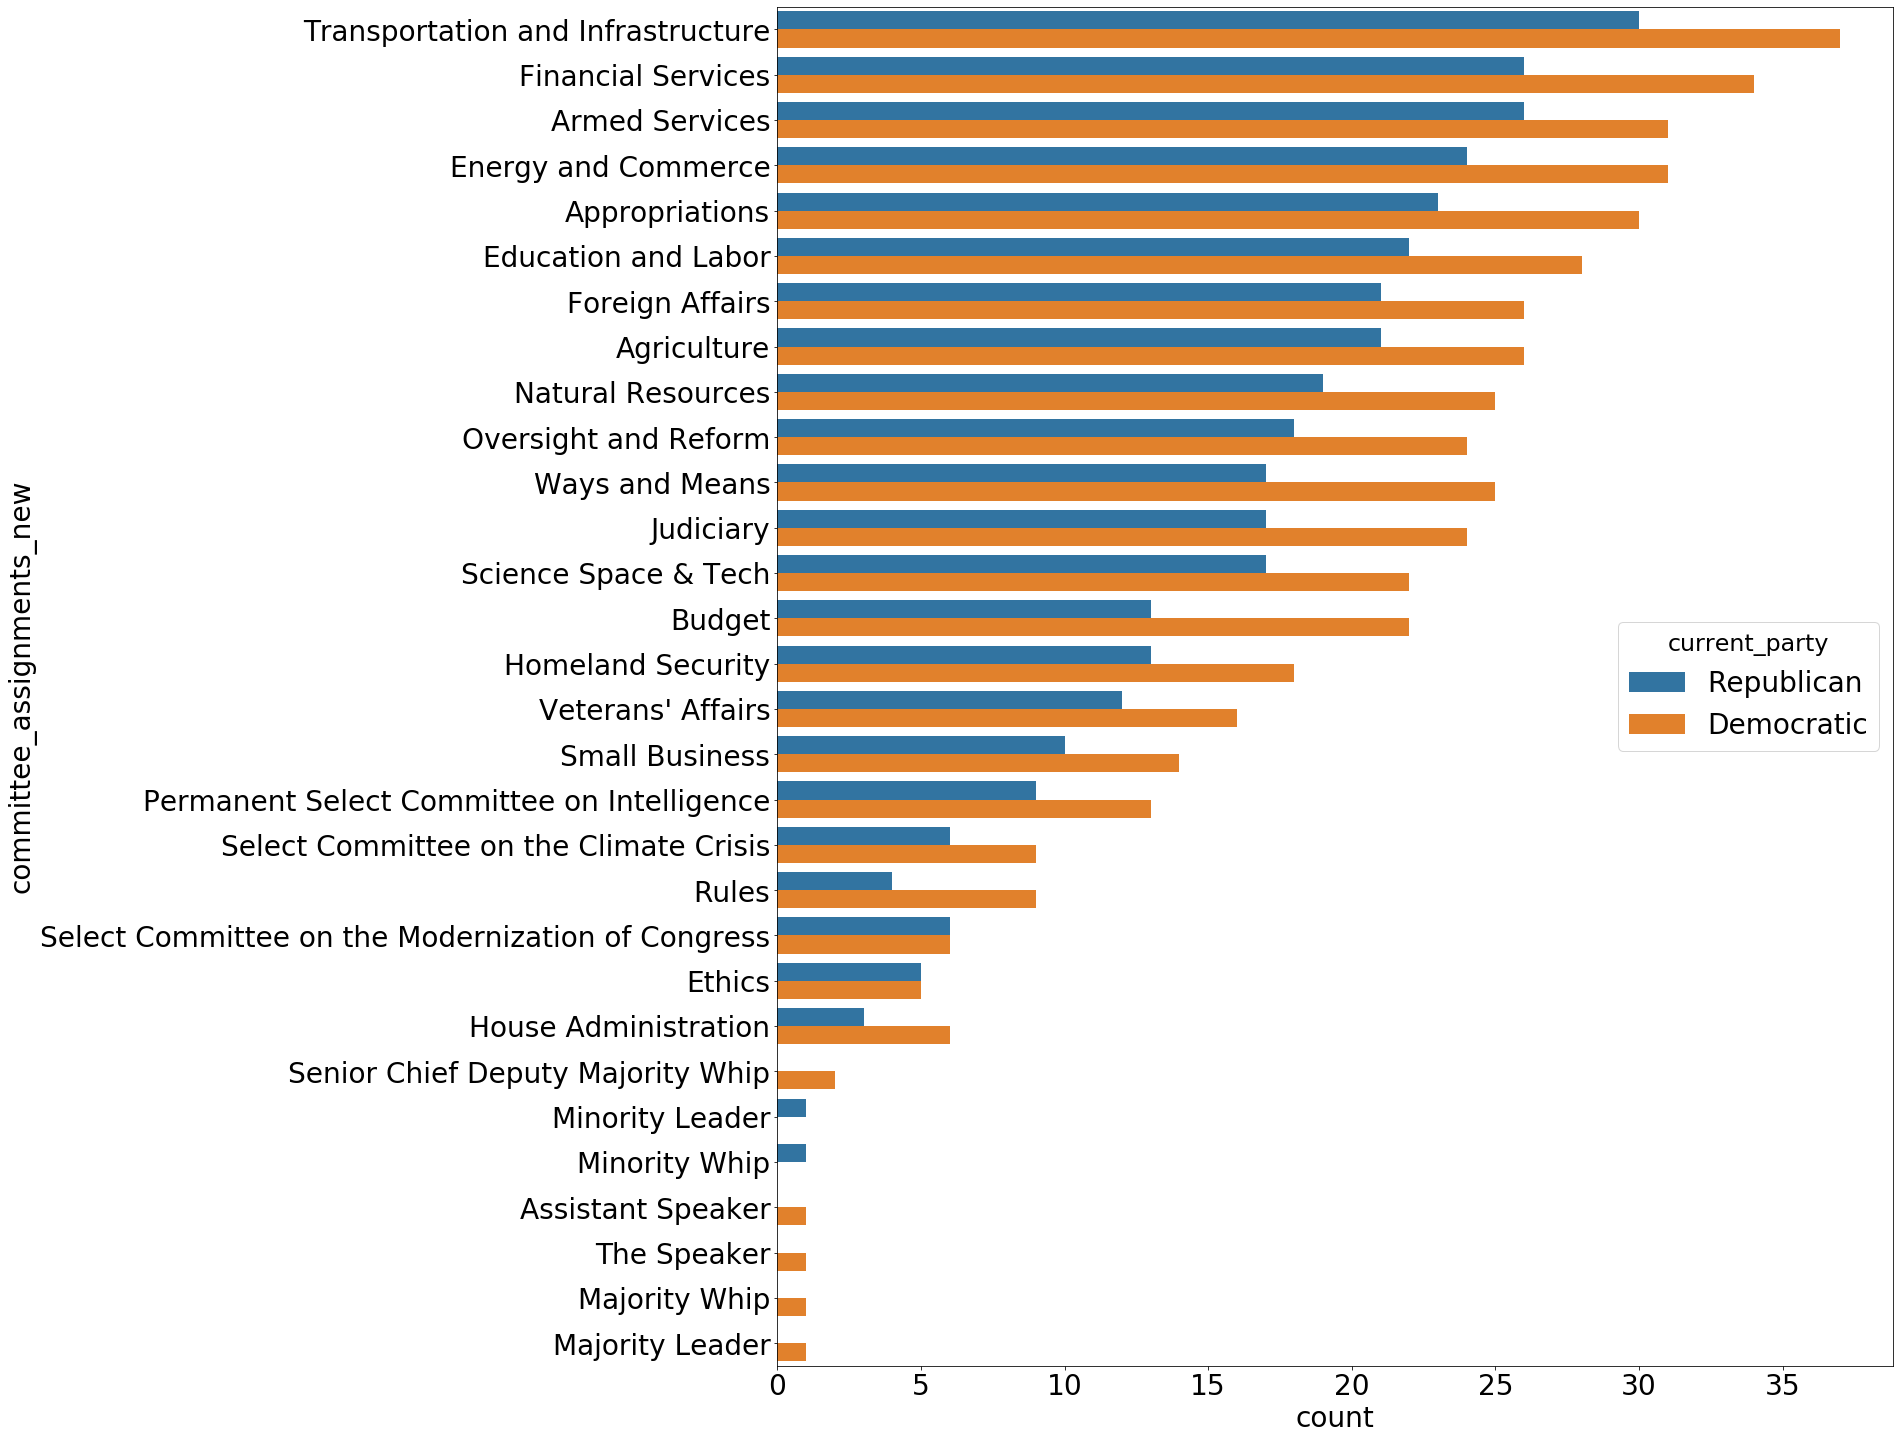 Transportation and Infrastructure
Financial Services
Armed Services
Energy and Commerce
Appropriations
Education and Labor
Foreign Affairs
Agriculture
Natural Resources
Oversight and Reform
Ways and Means
Judiciary
Science Space & Tech
Budget
Homeland Security
Veterans' Affairs
Small Business
Permanent Select Committee on Intelligence
Select Committee on the Climate Crisis
Rules
Select Committee on the Modernization of Congress
Ethics
House Administration
Senior Chief Deputy Majority Whip
Minority Leader
Minority Whip
Assistant Speaker
The Speaker
Majority Whip
Majority Leader
committee_assignments_new
current_party
Republican
Democratic
0 5 10 15 20 25 30 35
count